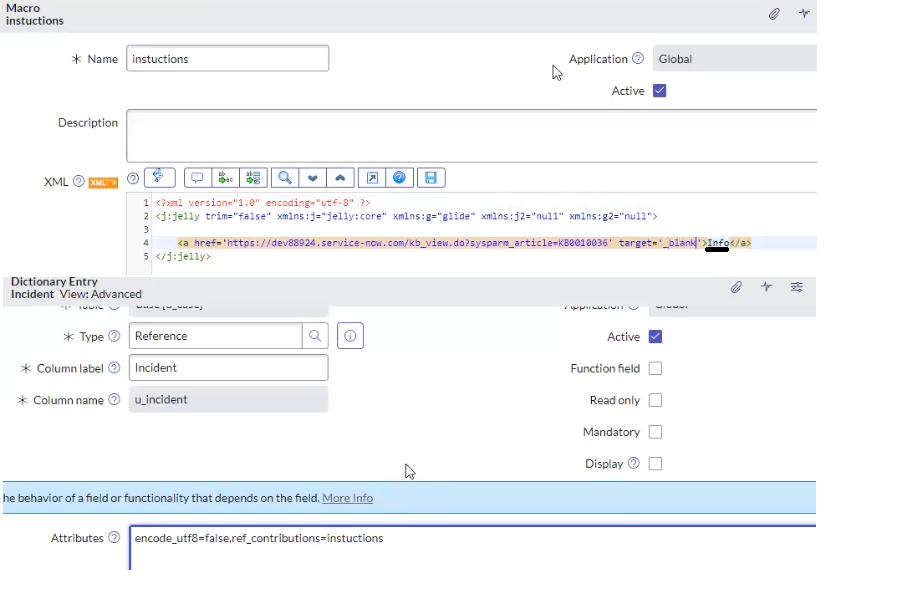 Macro
instuctions
Name instuctions
Application Global
Active
Description
XML XML
1 <?xml version="1.0" encoding="utf-8" ?>
2 <j:jelly trim="false" xmlns:j="jelly:core" xmlns:g="glide" xmlns:j2="null" xmlns:g2="null">
3
4 <a href='https://dev88924.service-now.com/kb_view.do?sysparm_article=KB0010036' target='_blank'>Info</a>
5 </j:jelly>
Dictionary Entry
Incident View: Advanced
Type Reference
Active
Column label Incident
Function field
Column name u_incident
Read only
Mandatory
Display
he behavior of a field or functionality that depends on the field. More Info
Attributes encode_utf8=false,ref_contributions=instuctions